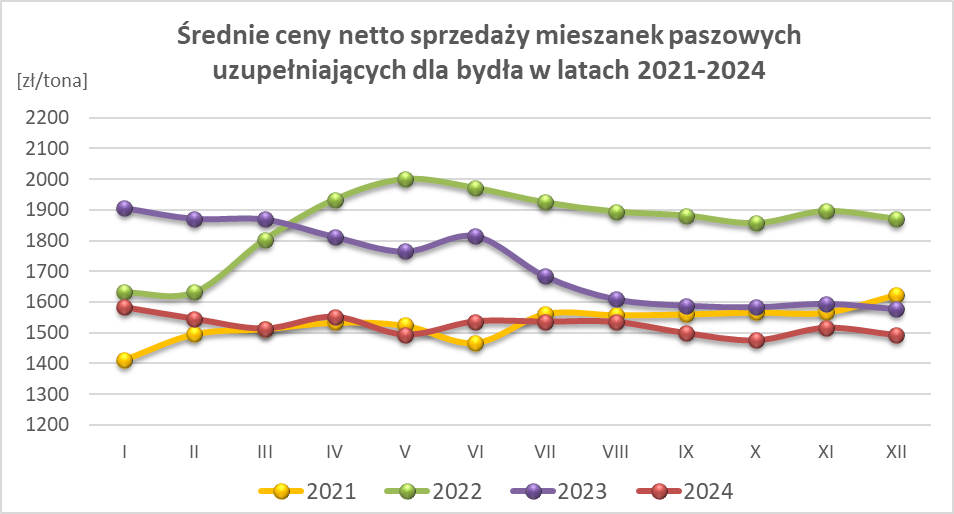 Średnie ceny netto sprzedaży mieszanek paszowych
uzupełniających dla bydła w latach 2021-2024
[zł/tona]
2200
2100
2000
1900
1800
1700
1600
1500
1400
1300
1200
I II III IV V VI VII VIII IX X XI XII
2021 2022 2023 2024